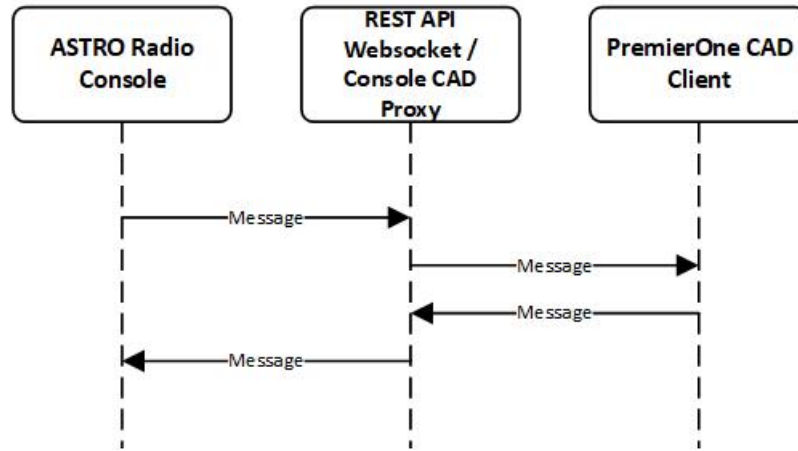 ASTRO Radio
Console
REST API
Websocket /
Console CAD
Proxy
PremierOne CAD
Client
Message
Message
Message
Message